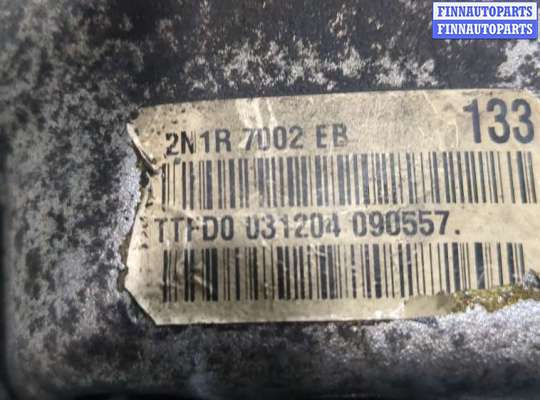 FINNAUTOPARTS
FINNAUTOPARTS
2N1R 7002 EB 133
TTFD0 031204 090557.